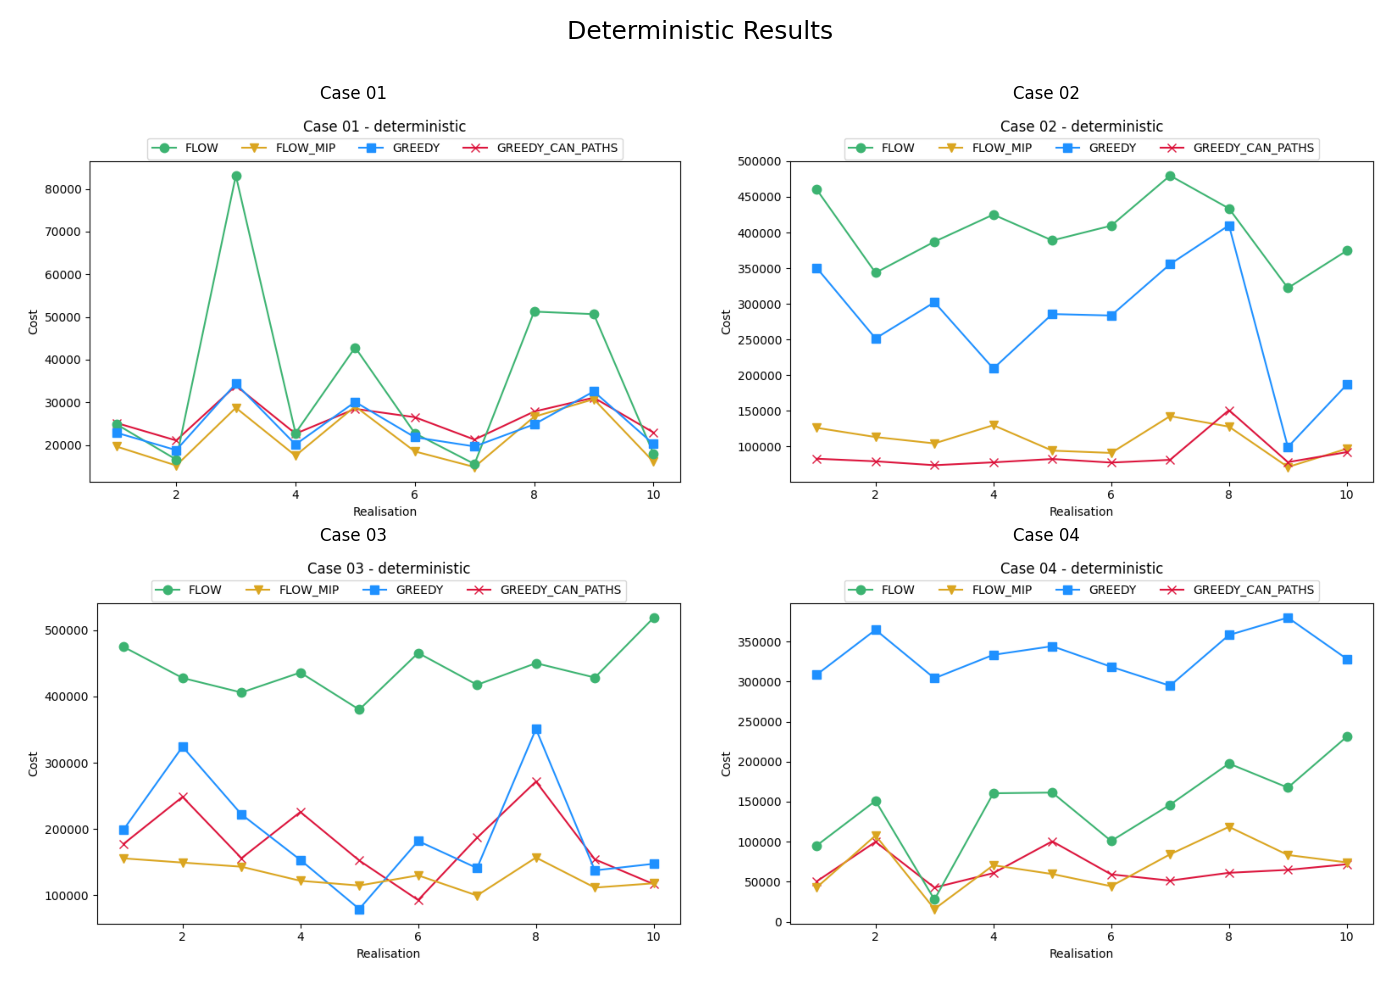 Deterministic Results
Case 01
Case 01 - deterministic
FLOW FLOW_MIP GREEDY GREEDY_CAN_PATHS
80000
70000
60000
50000
40000
30000
20000
Cost
2 4 6 8 10
Realisation
Case 02
Case 02 - deterministic
FLOW FLOW_MIP GREEDY GREEDY_CAN_PATHS
500000
450000
400000
350000
300000
250000
200000
150000
100000
Cost
2 4 6 8 10
Realisation
Case 03
Case 03 - deterministic
FLOW FLOW_MIP GREEDY GREEDY_CAN_PATHS
500000
400000
300000
200000
100000
Cost
2 4 6 8 10
Realisation
Case 04
Case 04 - deterministic
FLOW FLOW_MIP GREEDY GREEDY_CAN_PATHS
350000
300000
250000
200000
150000
100000
50000
0
Cost
2 4 6 8 10
Realisation